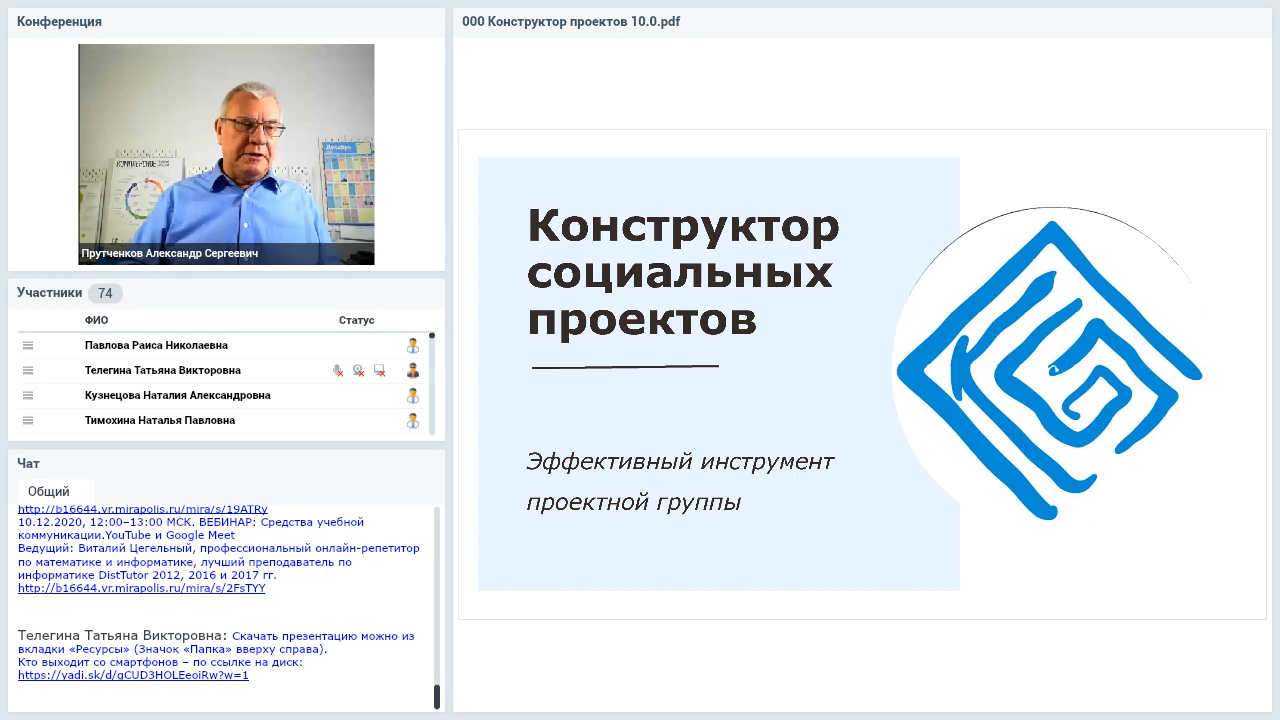 Конференция
КОММЕРЧЕСКОЕ
Декабрь
Прутченков Александр Сергеевич
Участники 74
ФИО Статус
Павлова Раиса Николаевна
Телегина Татьяна Викторовна
Кузнецова Наталия Александровна
Тимохина Наталья Павловна
Чат
Общий
http://b16644.vr.mirapolis.ru/mira/s/19ATRy
10.12.2020, 12:00–13:00 МСК. ВЕБИНАР: Средства учебной
коммуникации.YouTube и Google Meet
Ведущий: Виталий Цегельный, профессиональный онлайн-репетитор
по математике и информатике, лучший преподаватель по
информатике DistTutor 2012, 2016 и 2017 гг.
http://b16644.vr.mirapolis.ru/mira/s/2FsTYY
Телегина Татьяна Викторовна: Скачать презентацию можно из
вкладки «Ресурсы» (Значок «Папка» вверху справа).
Кто выходит со смартфонов – по ссылке на диск:
https://yadi.sk/d/gCUD3HOLEeoiRw?w=1
000 Конструктор проектов 10.0.pdf
Конструктор
социальных
проектов
Эффективный инструмент
проектной группы